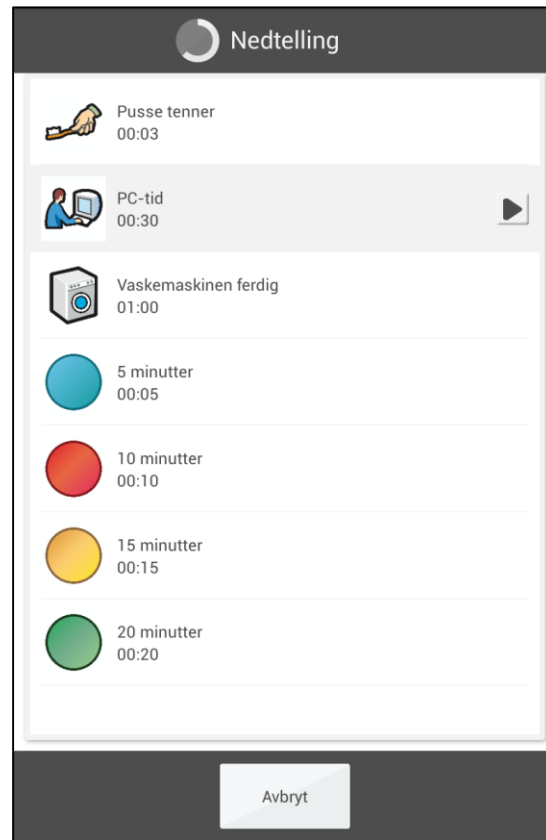 Nedtelling
Pusse tenner
00:03
PC-tid
00:30
Vaskemaskinen ferdig
01:00
5 minutter
00:05
10 minutter
00:10
15 minutter
00:15
20 minutter
00:20
Avbryt